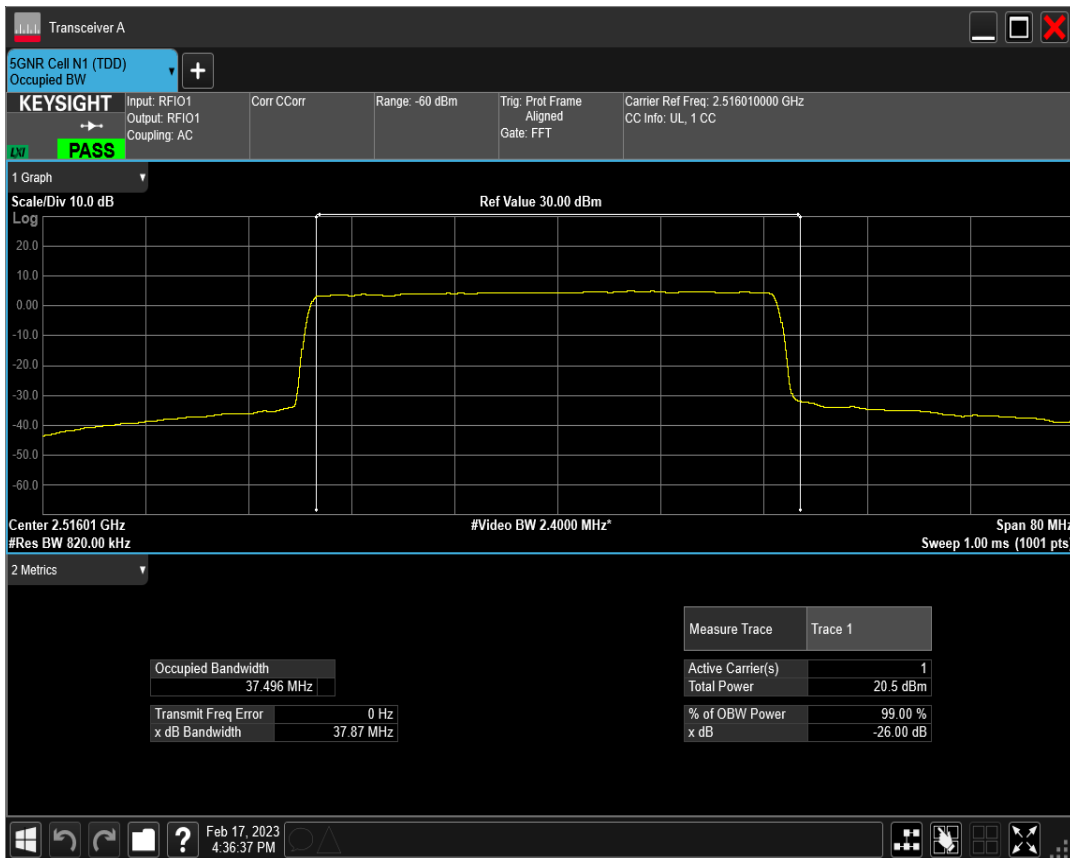 Transceiver A
5GNR Cell N1 (TDD)
Occupied BW
+
KEYSIGHT
LXI
PASS
Input: RFIO1
Output: RFIO1
Coupling: AC
Corr CCorr
Range: -60 dBm
Trig: Prot Frame
Aligned
Gate: FFT
Carrier Ref Freq: 2.516010000 GHz
CC Info: UL, 1 CC
1 Graph
Scale/Div 10.0 dB
Ref Value 30.00 dBm
Log
20.0
10.0
0.00
-10.0
-20.0
-30.0
-40.0
-50.0
-60.0
Center 2.51601 GHz
#Video BW 2.4000 MHz*
Span 80 MHz
#Res BW 820.00 kHz
Sweep 1.00 ms (1001 pts)
2 Metrics
Measure Trace Trace 1
Occupied Bandwidth
37.496 MHz
Active Carrier(s) 1
Total Power 20.5 dBm
Transmit Freq Error 0 Hz
x dB Bandwidth 37.87 MHz
% of OBW Power 99.00 %
x dB -26.00 dB
?
Feb 17, 2023
4:36:37 PM